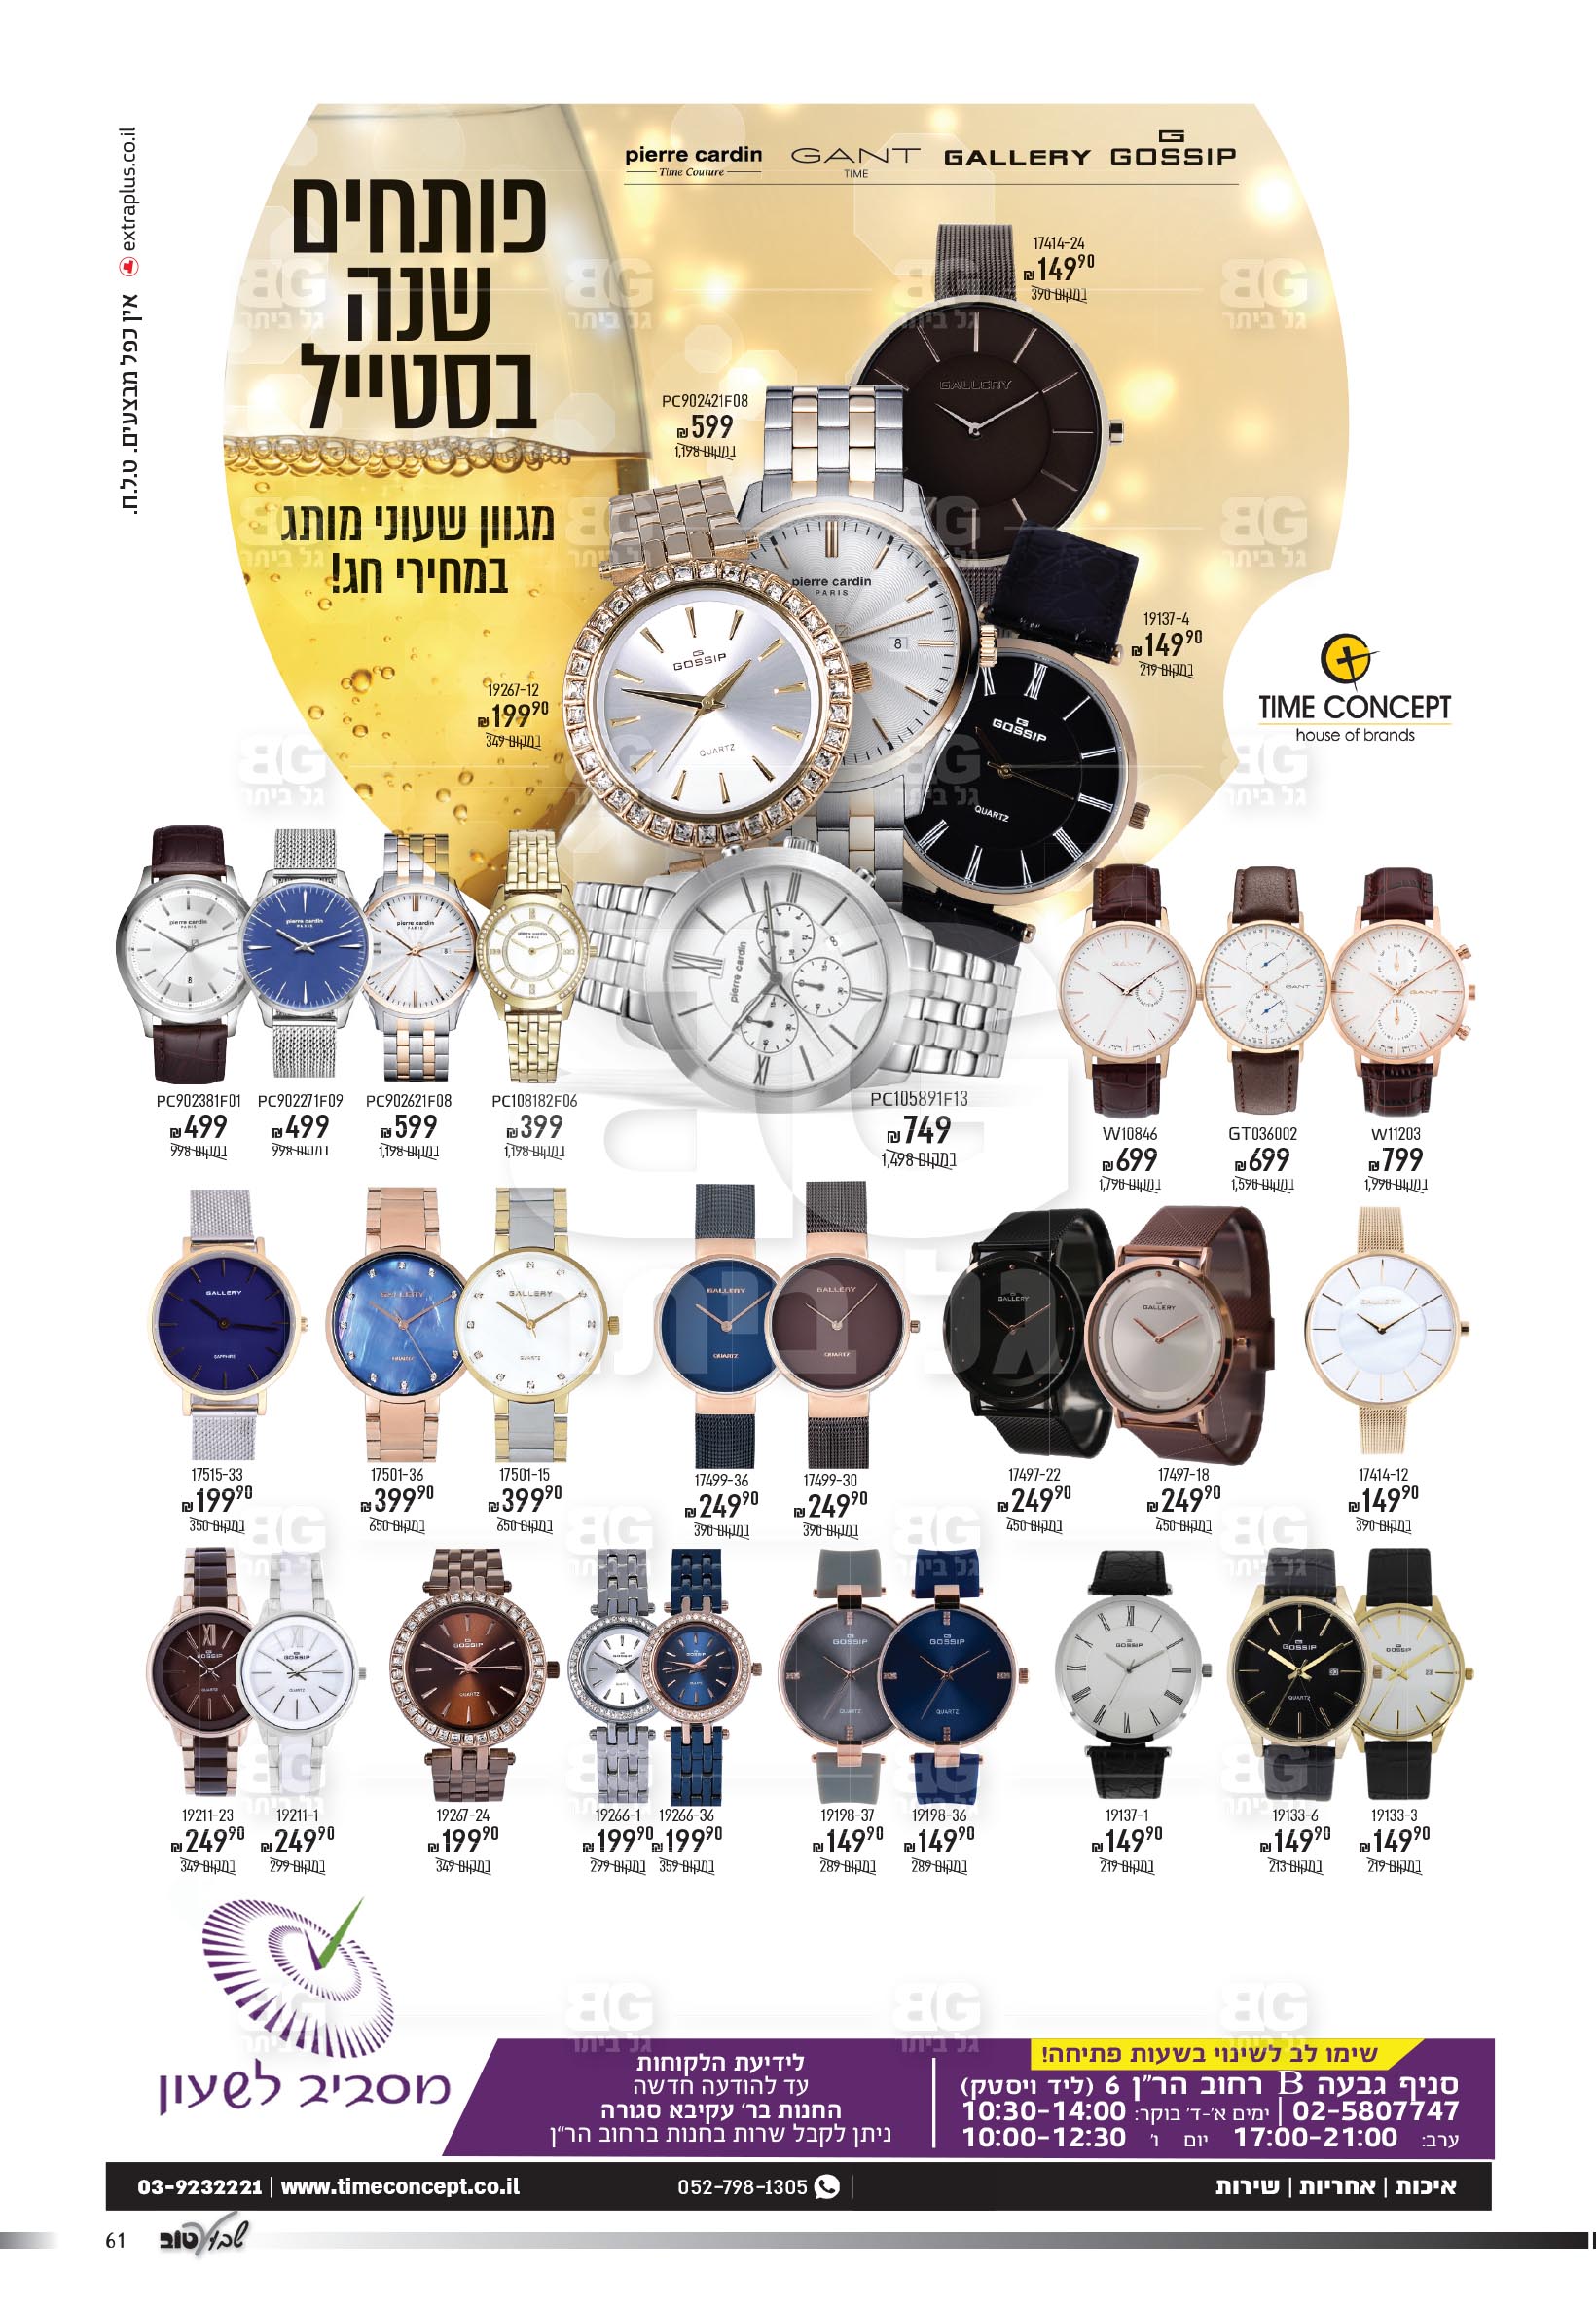 extraplus.co.il
אין כפל מבצעים. ט.ל.ח.
pierre cardin
Time Couture
GANT
TIME
GALLERY
G
GOSSIP
פותחים
שנה
בסטייל
מגוון שעוני מותג
במחירי חג!
17414-24
₪149⁹⁰
במקום 390
PC902421F08
₪599
במקום 1,198
19137-4
₪149⁹⁰
במקום 219
19267-12
₪199⁹⁰
במקום 349
TIME CONCEPT
house of brands
PC902381F01
₪499
במקום 998
PC902271F09
₪499
במקום 998
PC902621F08
₪599
במקום 1,198
PC108182F06
₪399
במקום 1,198
PC105891F13
₪749
במקום 1,498
W10846
₪699
במקום 1,790
GT036002
₪699
במקום 1,590
W11203
₪799
במקום 1,990
17515-33
₪199⁹⁰
במקום 350
17501-36
₪399⁹⁰
במקום 650
17501-15
₪399⁹⁰
במקום 650
17499-36
₪249⁹⁰
במקום 390
17499-30
₪249⁹⁰
במקום 390
17497-22
₪249⁹⁰
במקום 450
17497-18
₪249⁹⁰
במקום 450
17414-12
₪149⁹⁰
במקום 390
19211-23
₪249⁹⁰
במקום 349
19211-1
₪249⁹⁰
במקום 299
19267-24
₪199⁹⁰
במקום 349
19266-1
₪199⁹⁰
במקום 299
19266-36
₪199⁹⁰
במקום 359
19198-37
₪149⁹⁰
במקום 289
19198-36
₪149⁹⁰
במקום 289
19137-1
₪149⁹⁰
במקום 219
19133-6
₪149⁹⁰
במקום 213
19133-3
₪149⁹⁰
במקום 219
מסביב לשעון
שימו לב לשינוי בשעות פתיחה!
סניף גבעה B רחוב הר"ן 6 (ליד ויסטק)
02-5807747 | ימים א'-ד' בוקר: 10:30-14:00
ערב: 17:00-21:00 יום ו' 10:00-12:30
לידיעת הלקוחות
עד להודעה חדשה
החנות בר' עקיבא סגורה
ניתן לקבל שרות בחנות ברחוב הר"ן
איכות | אחריות | שירות
052-798-1305
03-9232221 | www.timeconcept.co.il
61
שבוע טוב